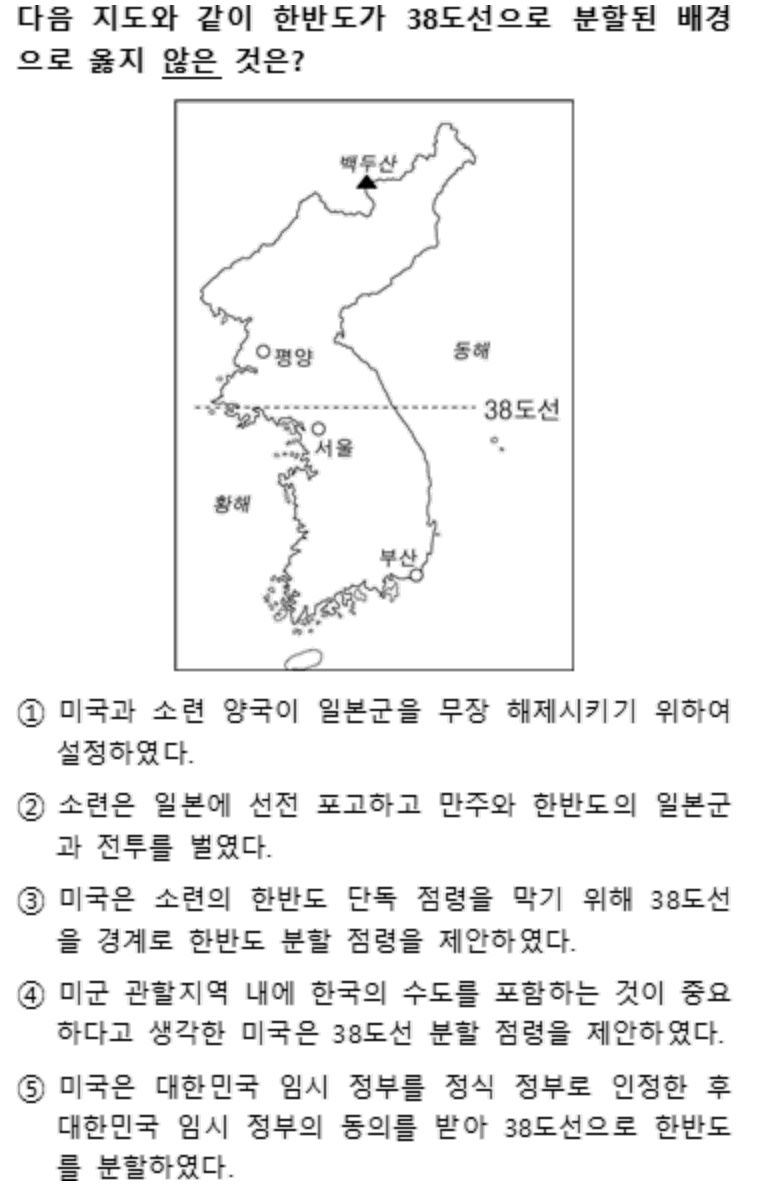 다음 지도와 같이 한반도가 38도선으로 분할된 배경
으로 옳지 않은 것은?
백두산
평양
동해
38도선
서울
황해
부산
① 미국과 소련 양국이 일본군을 무장 해제시키기 위하여
설정하였다.
② 소련은 일본에 선전 포고하고 만주와 한반도의 일본군
과 전투를 벌였다.
③ 미국은 소련의 한반도 단독 점령을 막기 위해 38도선
을 경계로 한반도 분할 점령을 제안하였다.
④ 미군 관할지역 내에 한국의 수도를 포함하는 것이 중요
하다고 생각한 미국은 38도선 분할 점령을 제안하였다.
⑤ 미국은 대한민국 임시 정부를 정식 정부로 인정한 후
대한민국 임시 정부의 동의를 받아 38도선으로 한반도
를 분할하였다.